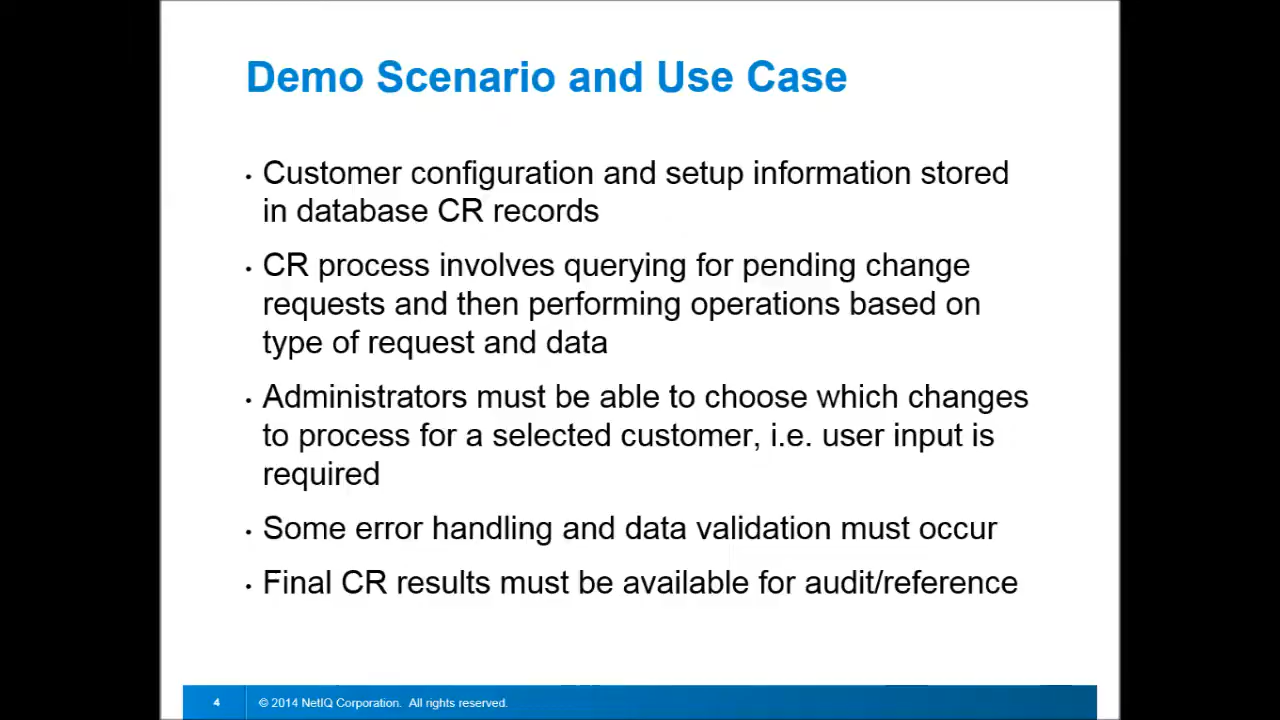 Demo Scenario and Use Case
• Customer configuration and setup information stored
in database CR records
• CR process involves querying for pending change
requests and then performing operations based on
type of request and data
• Administrators must be able to choose which changes
to process for a selected customer, i.e. user input is
required
• Some error handling and data validation must occur
• Final CR results must be available for audit/reference
4 © 2014 NetIQ Corporation. All rights reserved.